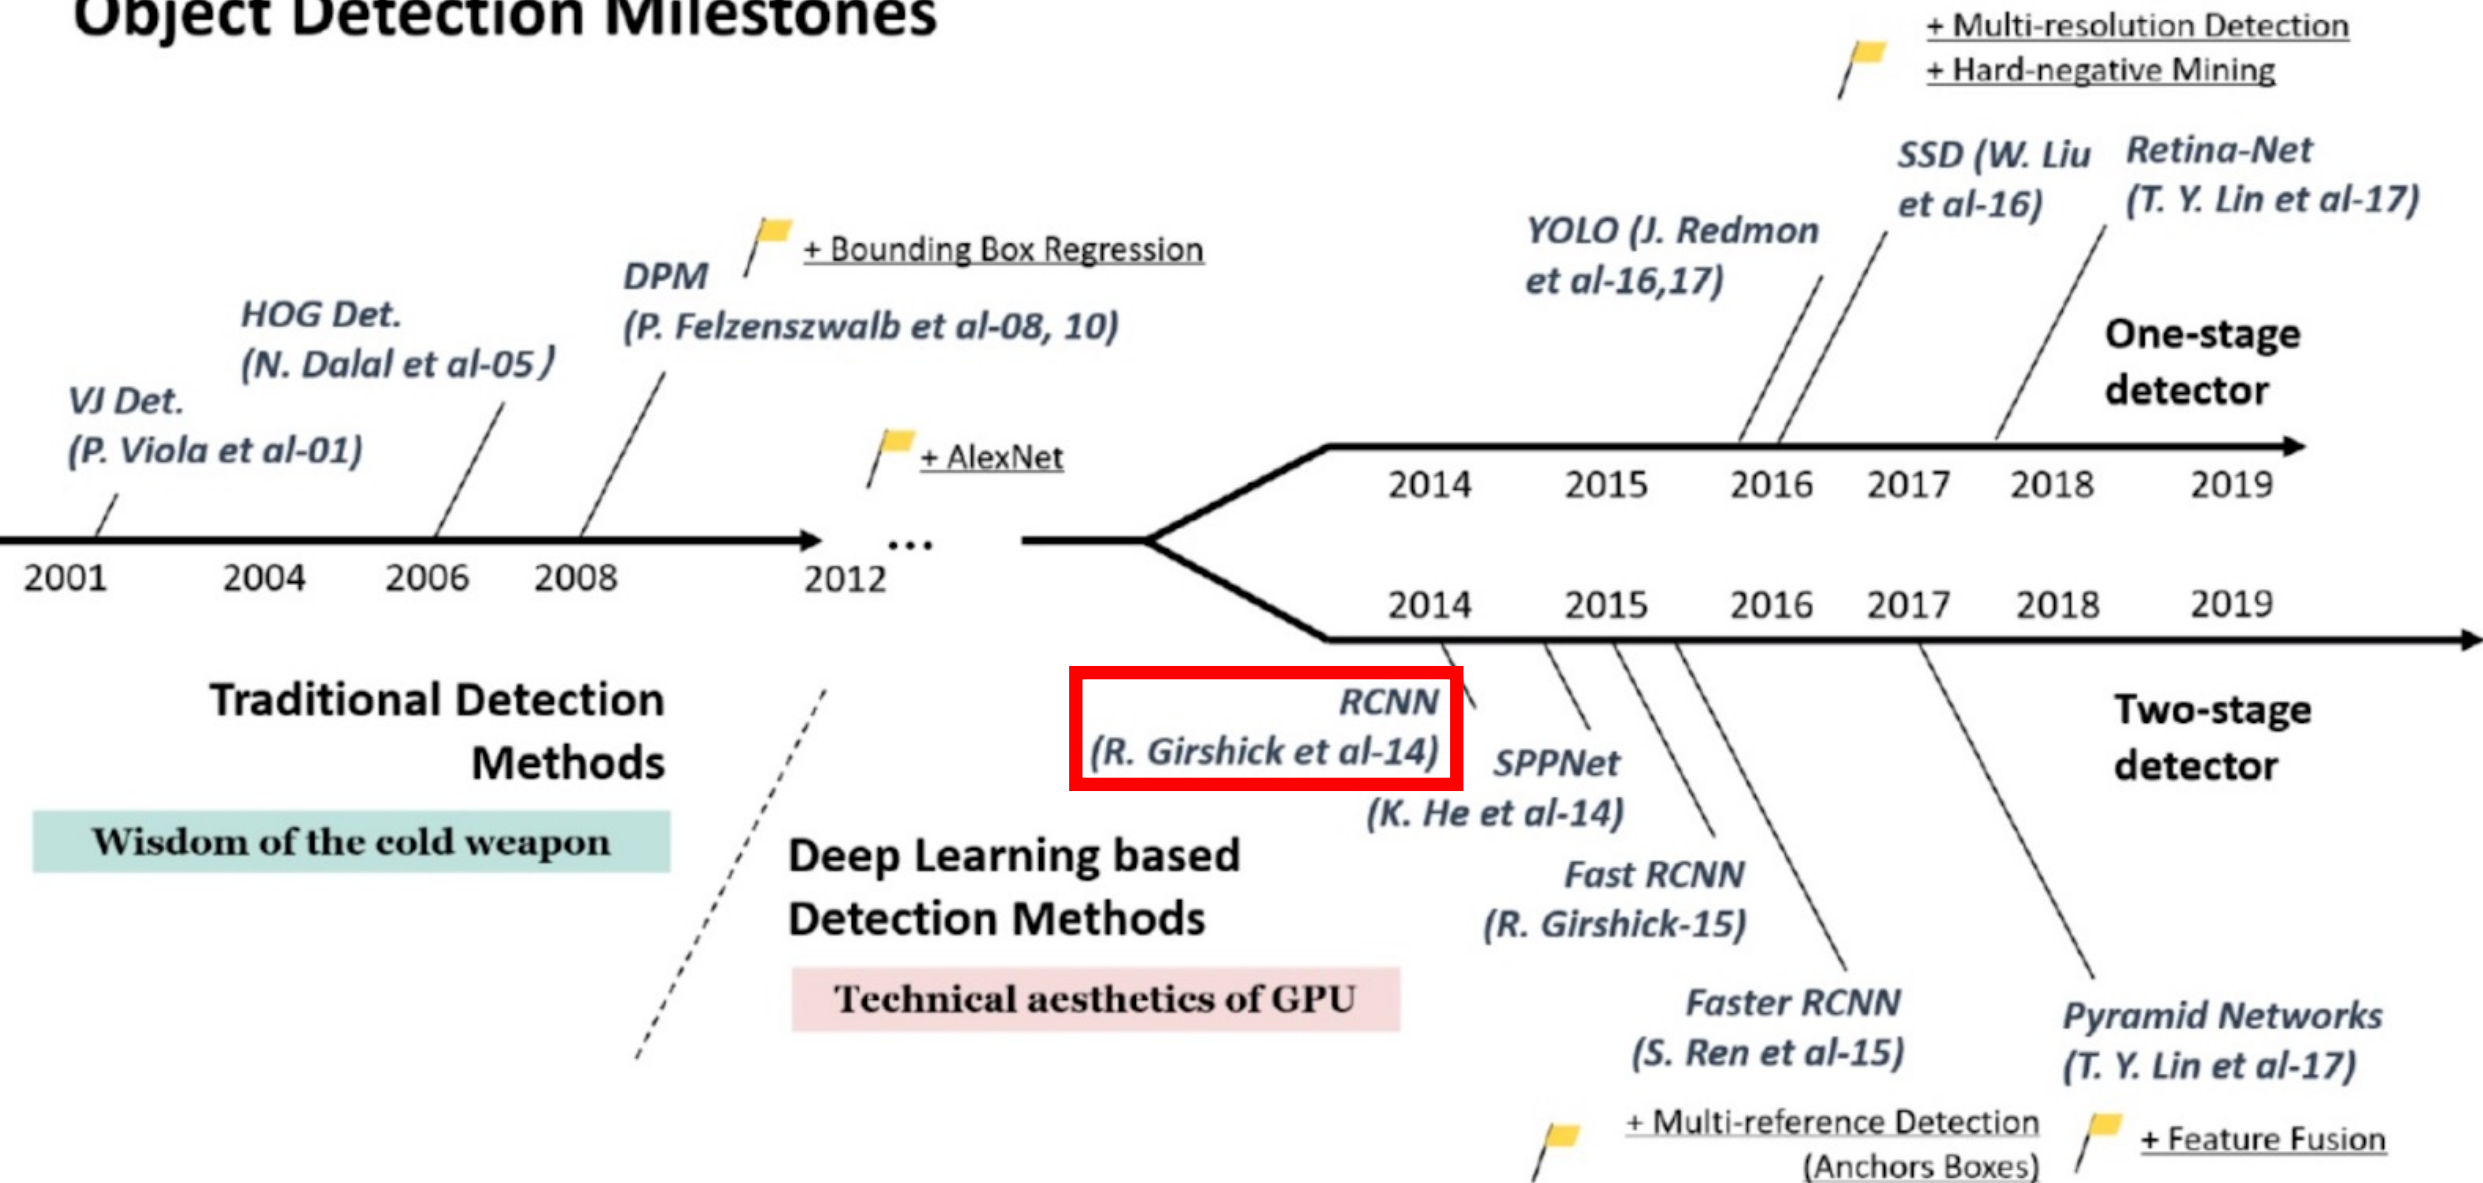 Object Detection Milestones
+ Multi-resolution Detection
+ Hard-negative Mining
SSD (W. Liu
et al-16)
Retina-Net
(T. Y. Lin et al-17)
YOLO (J. Redmon
et al-16,17)
+ Bounding Box Regression
DPM
(P. Felzenszwalb et al-08, 10)
HOG Det.
(N. Dalal et al-05)
VJ Det.
(P. Viola et al-01)
+ AlexNet
One-stage
detector
2014 2015 2016 2017 2018 2019
...
2001 2004 2006 2008 2012
2014 2015 2016 2017 2018 2019
Traditional Detection
Methods
Wisdom of the cold weapon
Deep Learning based
Detection Methods
Technical aesthetics of GPU
RCNN
(R. Girshick et al-14)
SPPNet
(K. He et al-14)
Fast RCNN
(R. Girshick-15)
Faster RCNN
(S. Ren et al-15)
Two-stage
detector
Pyramid Networks
(T. Y. Lin et al-17)
+ Multi-reference Detection
(Anchors Boxes)
+ Feature Fusion